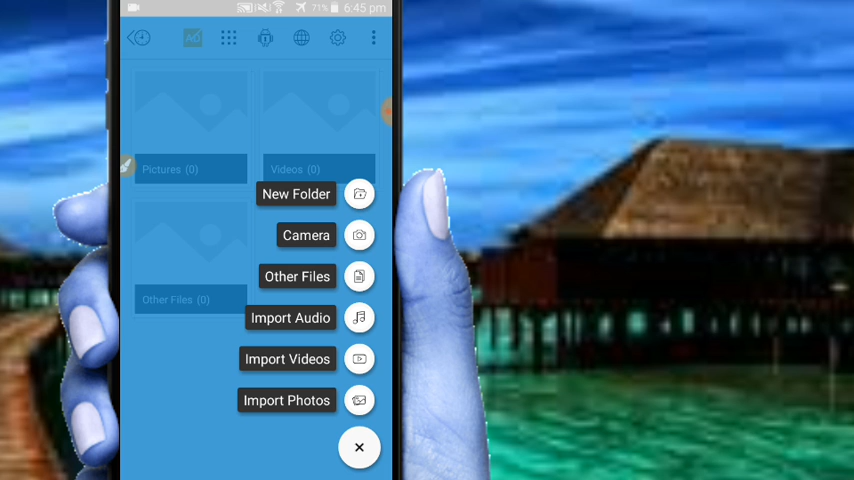 71% 6:45 pm
AD
Pictures (0)
Videos (0)
New Folder
Camera
Other Files
Other Files (0)
Import Audio
Import Videos
Import Photos